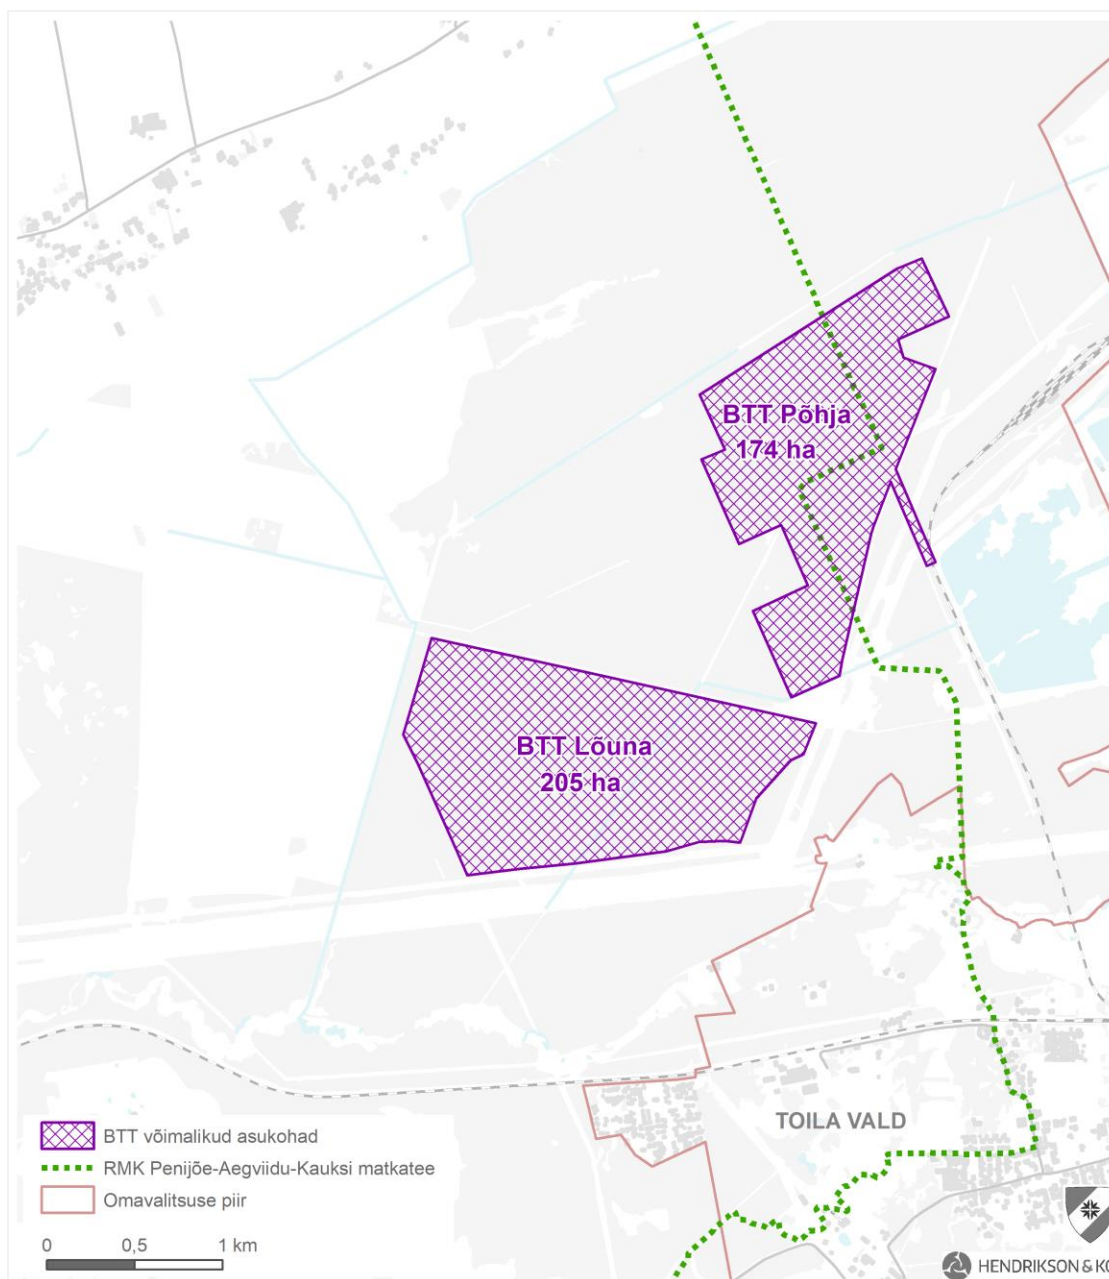 BTT Põhja
174 ha
BTT Lõuna
205 ha
TOILA VALD
BTT võimalikud asukohad
RMK Penijõe-Aegviidu-Kauksi matkatee
Omavalitsuse piir
0 0,5 1 km
HENDRIKSON & KO